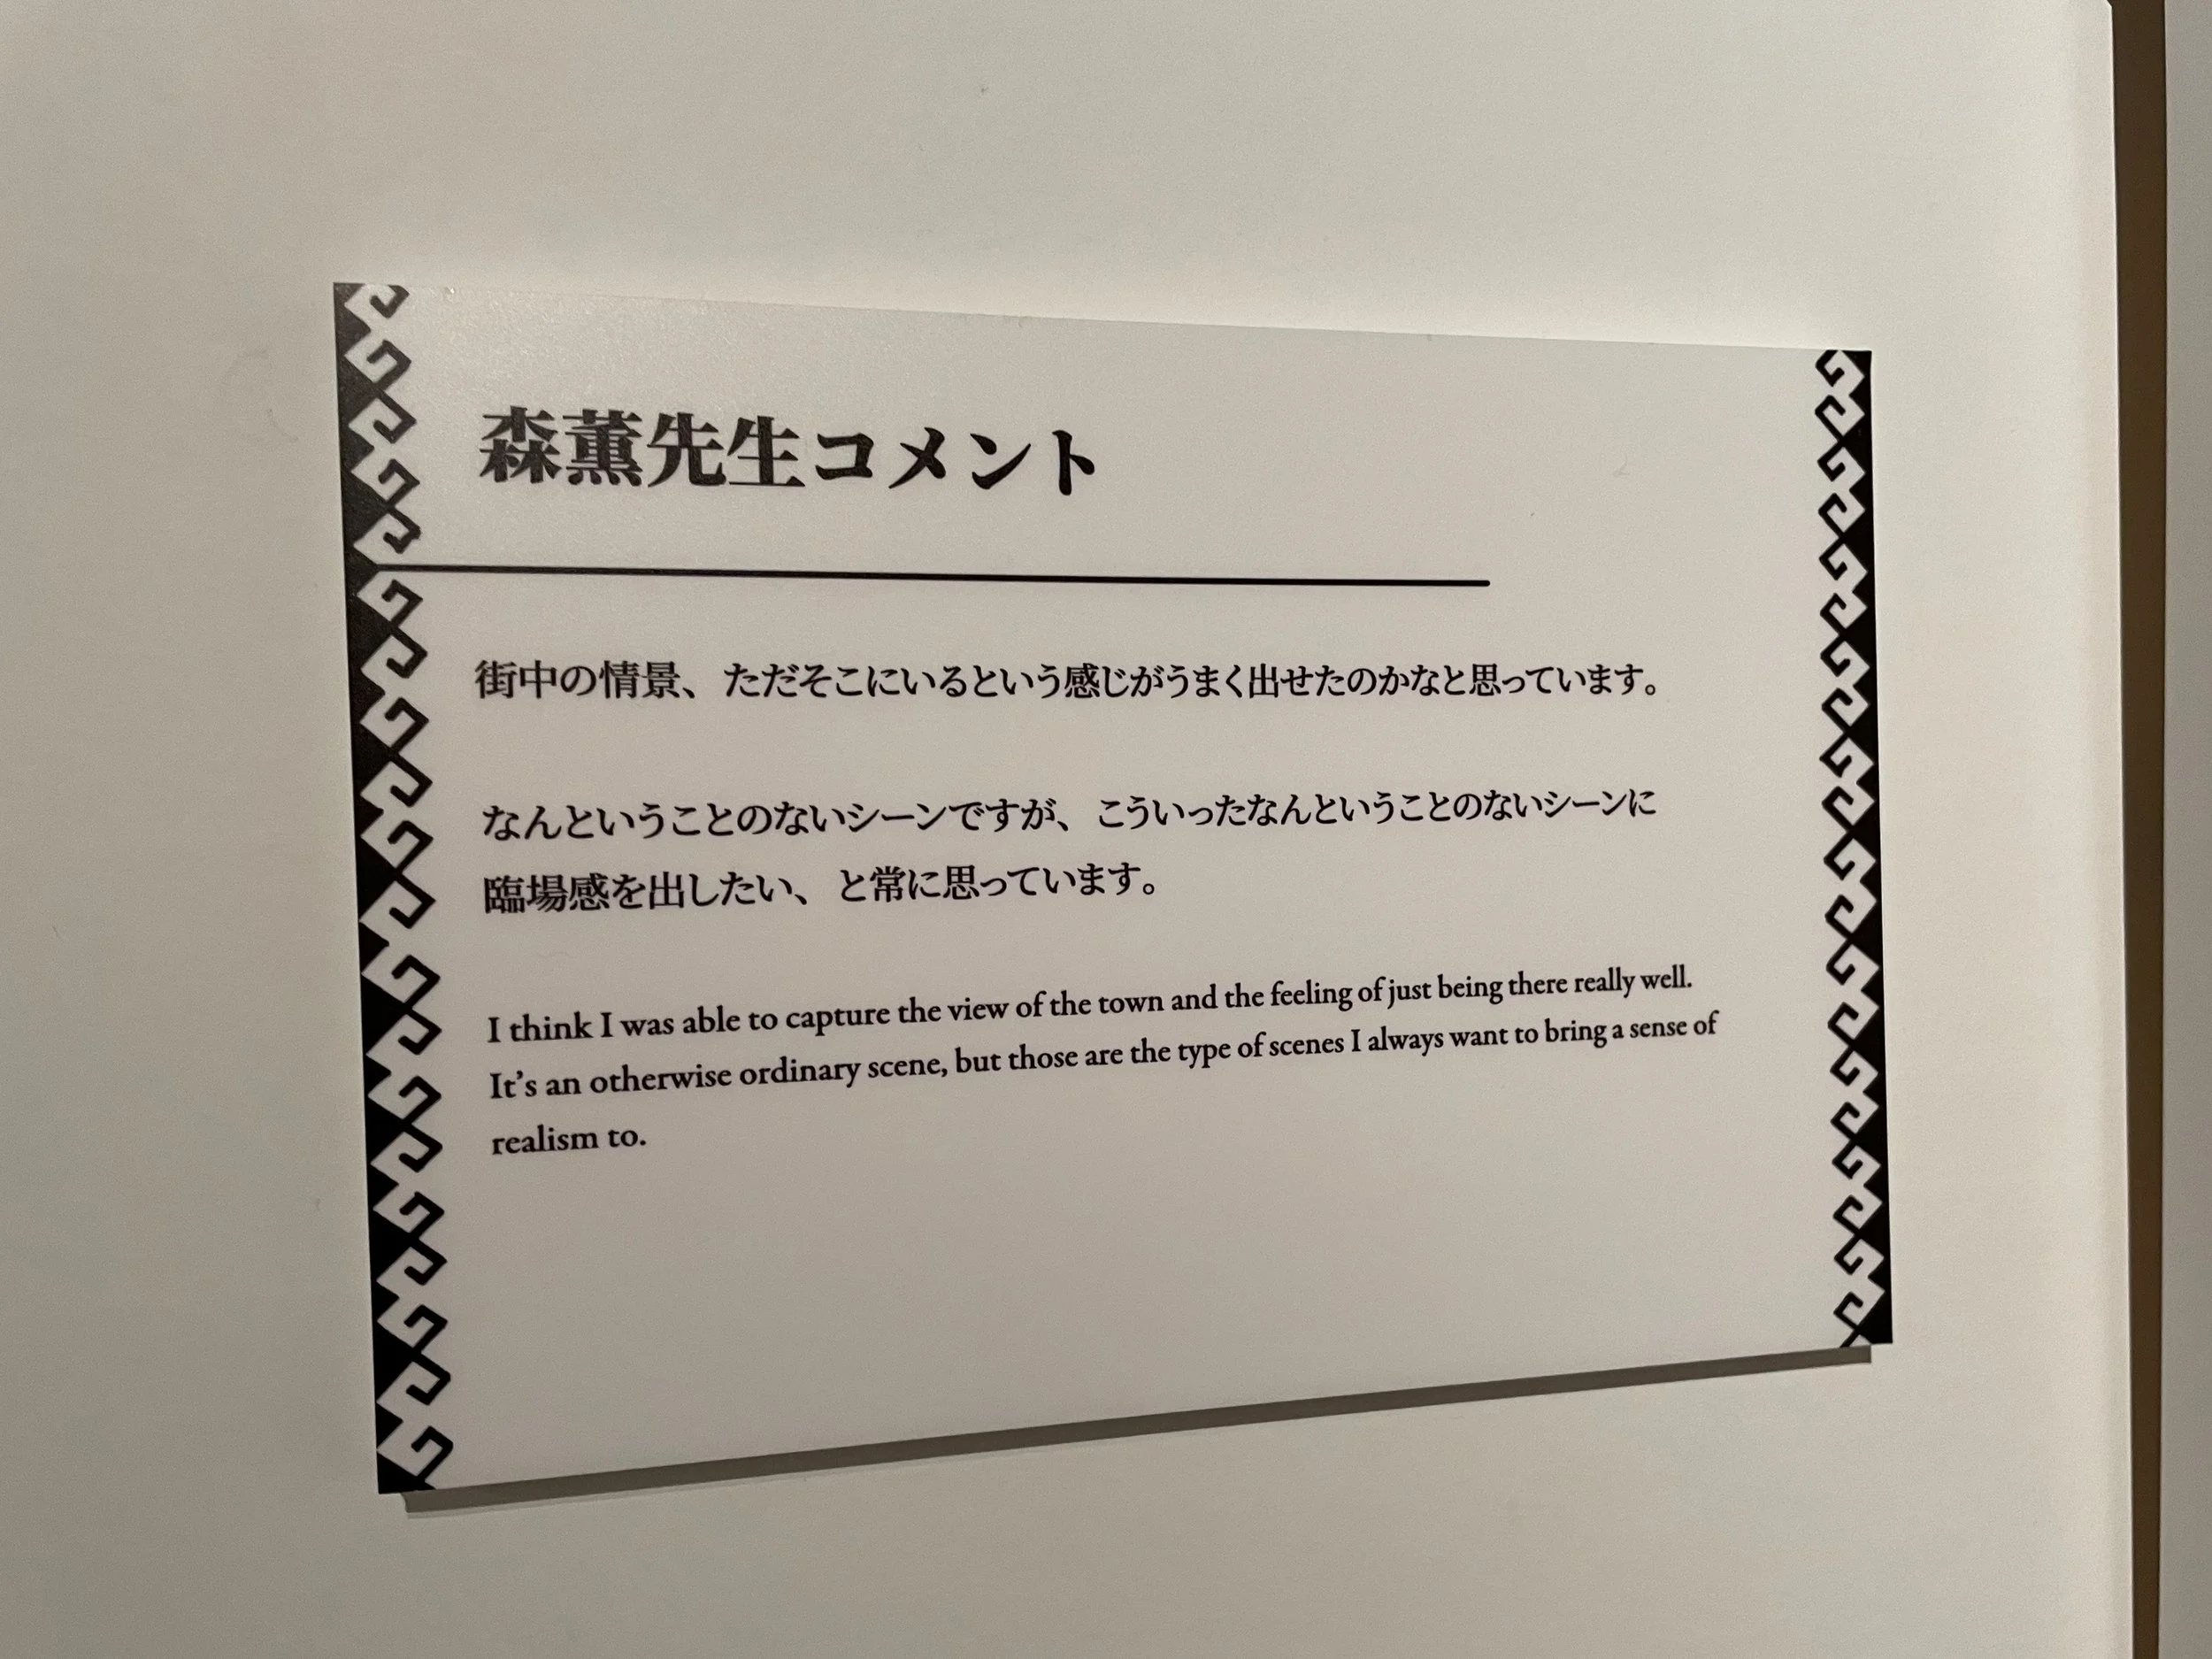 森薫先生コメント
街中の情景、ただそこにいるという感じがうまく出せたのかなと思っています。
なんということのないシーンですが、こういったなんということのないシーンに
臨場感を出したい、と常に思っています。
I think I was able to capture the view of the town and the feeling of just being there really well.
It’s an otherwise ordinary scene, but those are the type of scenes I always want to bring a sense of
realism to.